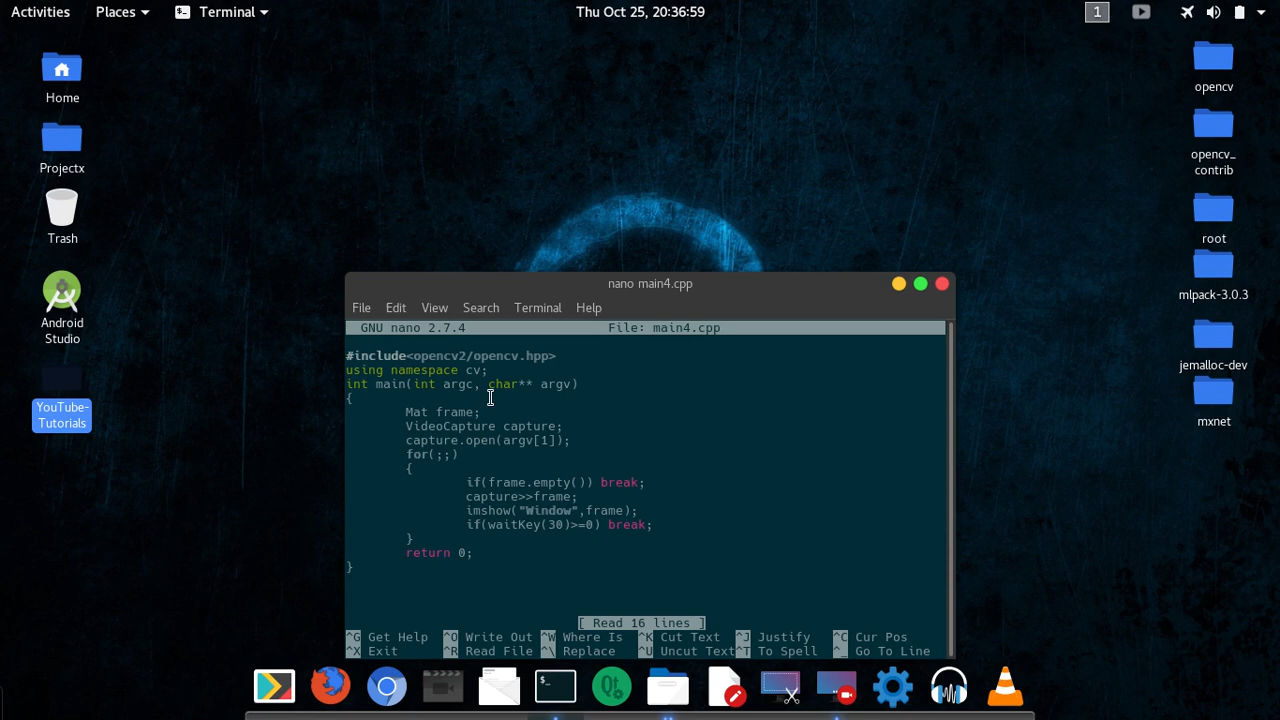 Activities Places Terminal Thu Oct 25, 20:36:59 1
Home
Projectx
Trash
Android
Studio
YouTube-
Tutorials
opencv
opencv_
contrib
root
mlpack-3.0.3
jemalloc-dev
mxnet
nano main4.cpp
File Edit View Search Terminal Help
GNU nano 2.7.4 File: main4.cpp
#include<opencv2/opencv.hpp>
using namespace cv;
int main(int argc, char** argv)
{
Mat frame;
VideoCapture capture;
capture.open(argv[1]);
for(;;)
{
if(frame.empty()) break;
capture>>frame;
imshow("Window",frame);
if(waitKey(30)>=0) break;
}
return 0;
}
[ Read 16 lines ]
^G Get Help ^O Write Out ^W Where Is ^K Cut Text ^J Justify ^C Cur Pos
^X Exit ^R Read File ^\ Replace ^U Uncut Text ^T To Spell ^_ Go To Line
$_
Qt